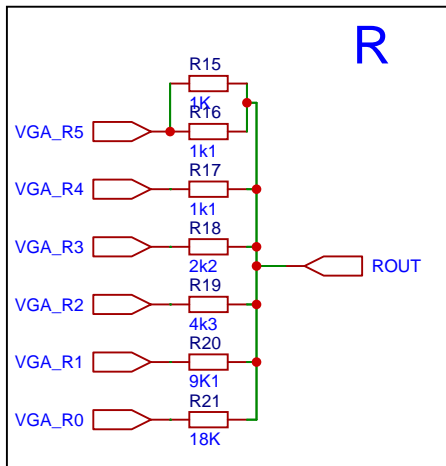 R
R15
1K
R16
VGA_R5
1k1
R17
VGA_R4
1k1
R18
VGA_R3
2k2
ROUT
R19
VGA_R2
4k3
R20
VGA_R1
9K1
R21
VGA_R0
18K